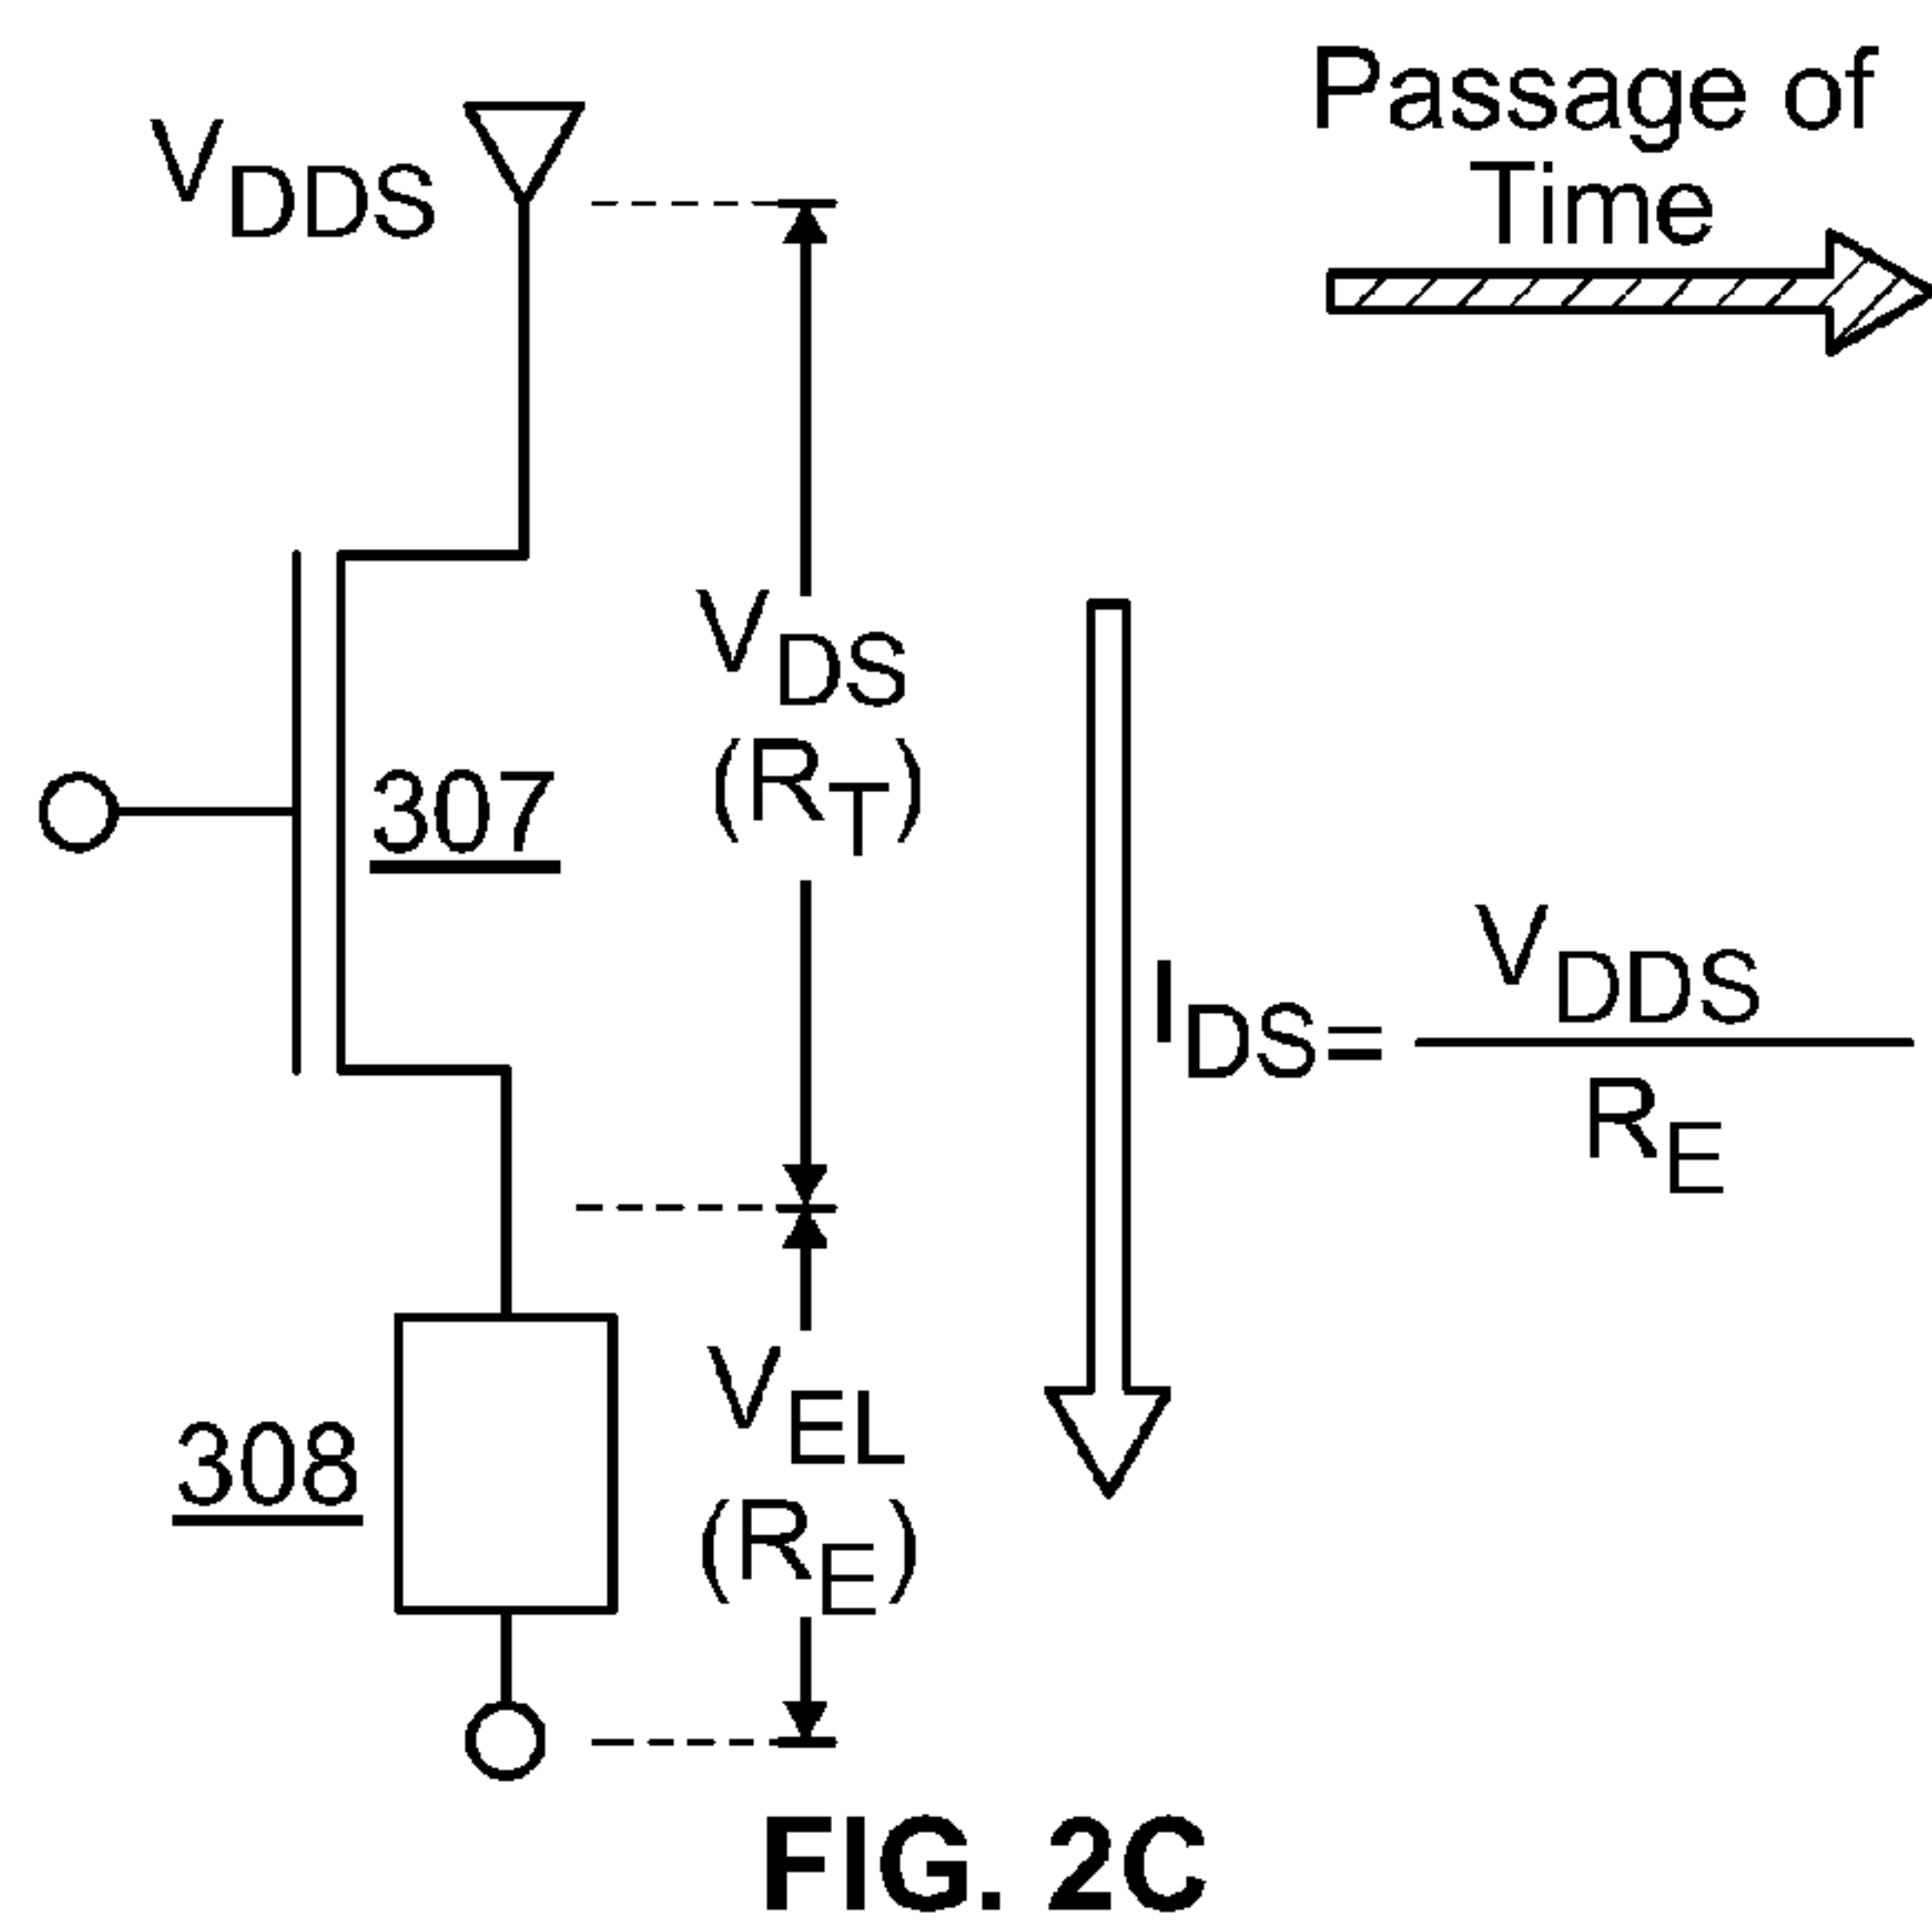 Passage of
Time
VDDS
VDS
(RT)
307
IDS=
VDDS
RE
VEL
(RE)
308
FIG. 2C